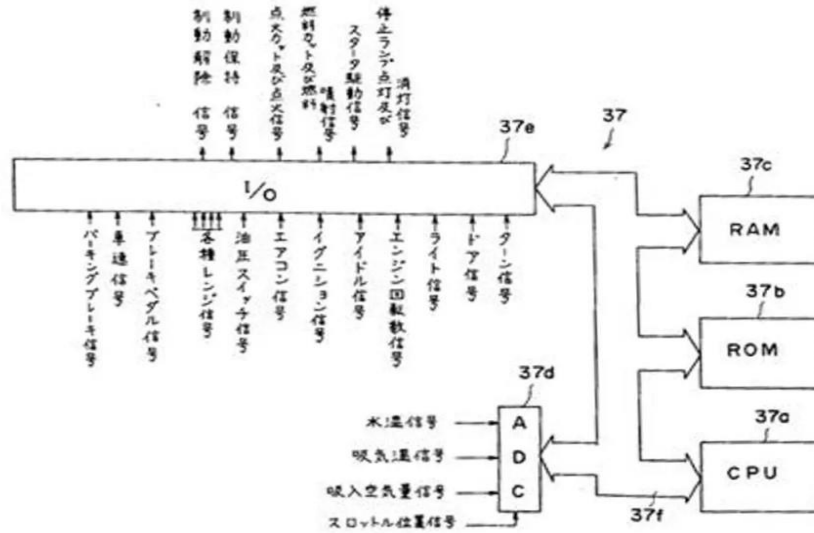 制動解除 信号
制動保持 信号
点火カット及び点火信号
燃料カット及び燃料
噴射信号
スタータ駆動信号
停止ランプ点灯及び
消灯信号
37
37e
I/O
37c
RAM
パーキングブレーキ信号
車速信号
ブレーキペダル信号
各種レンジ信号
油圧スイッチ信号
エアコン信号
イグニション信号
アイドル信号
エンジン回転数信号
ライト信号
ドア信号
ターン信号
37b
ROM
37d
水温信号
吸気温信号
吸入空気量信号
スロットル位置信号
A
D
C
37a
CPU
37f